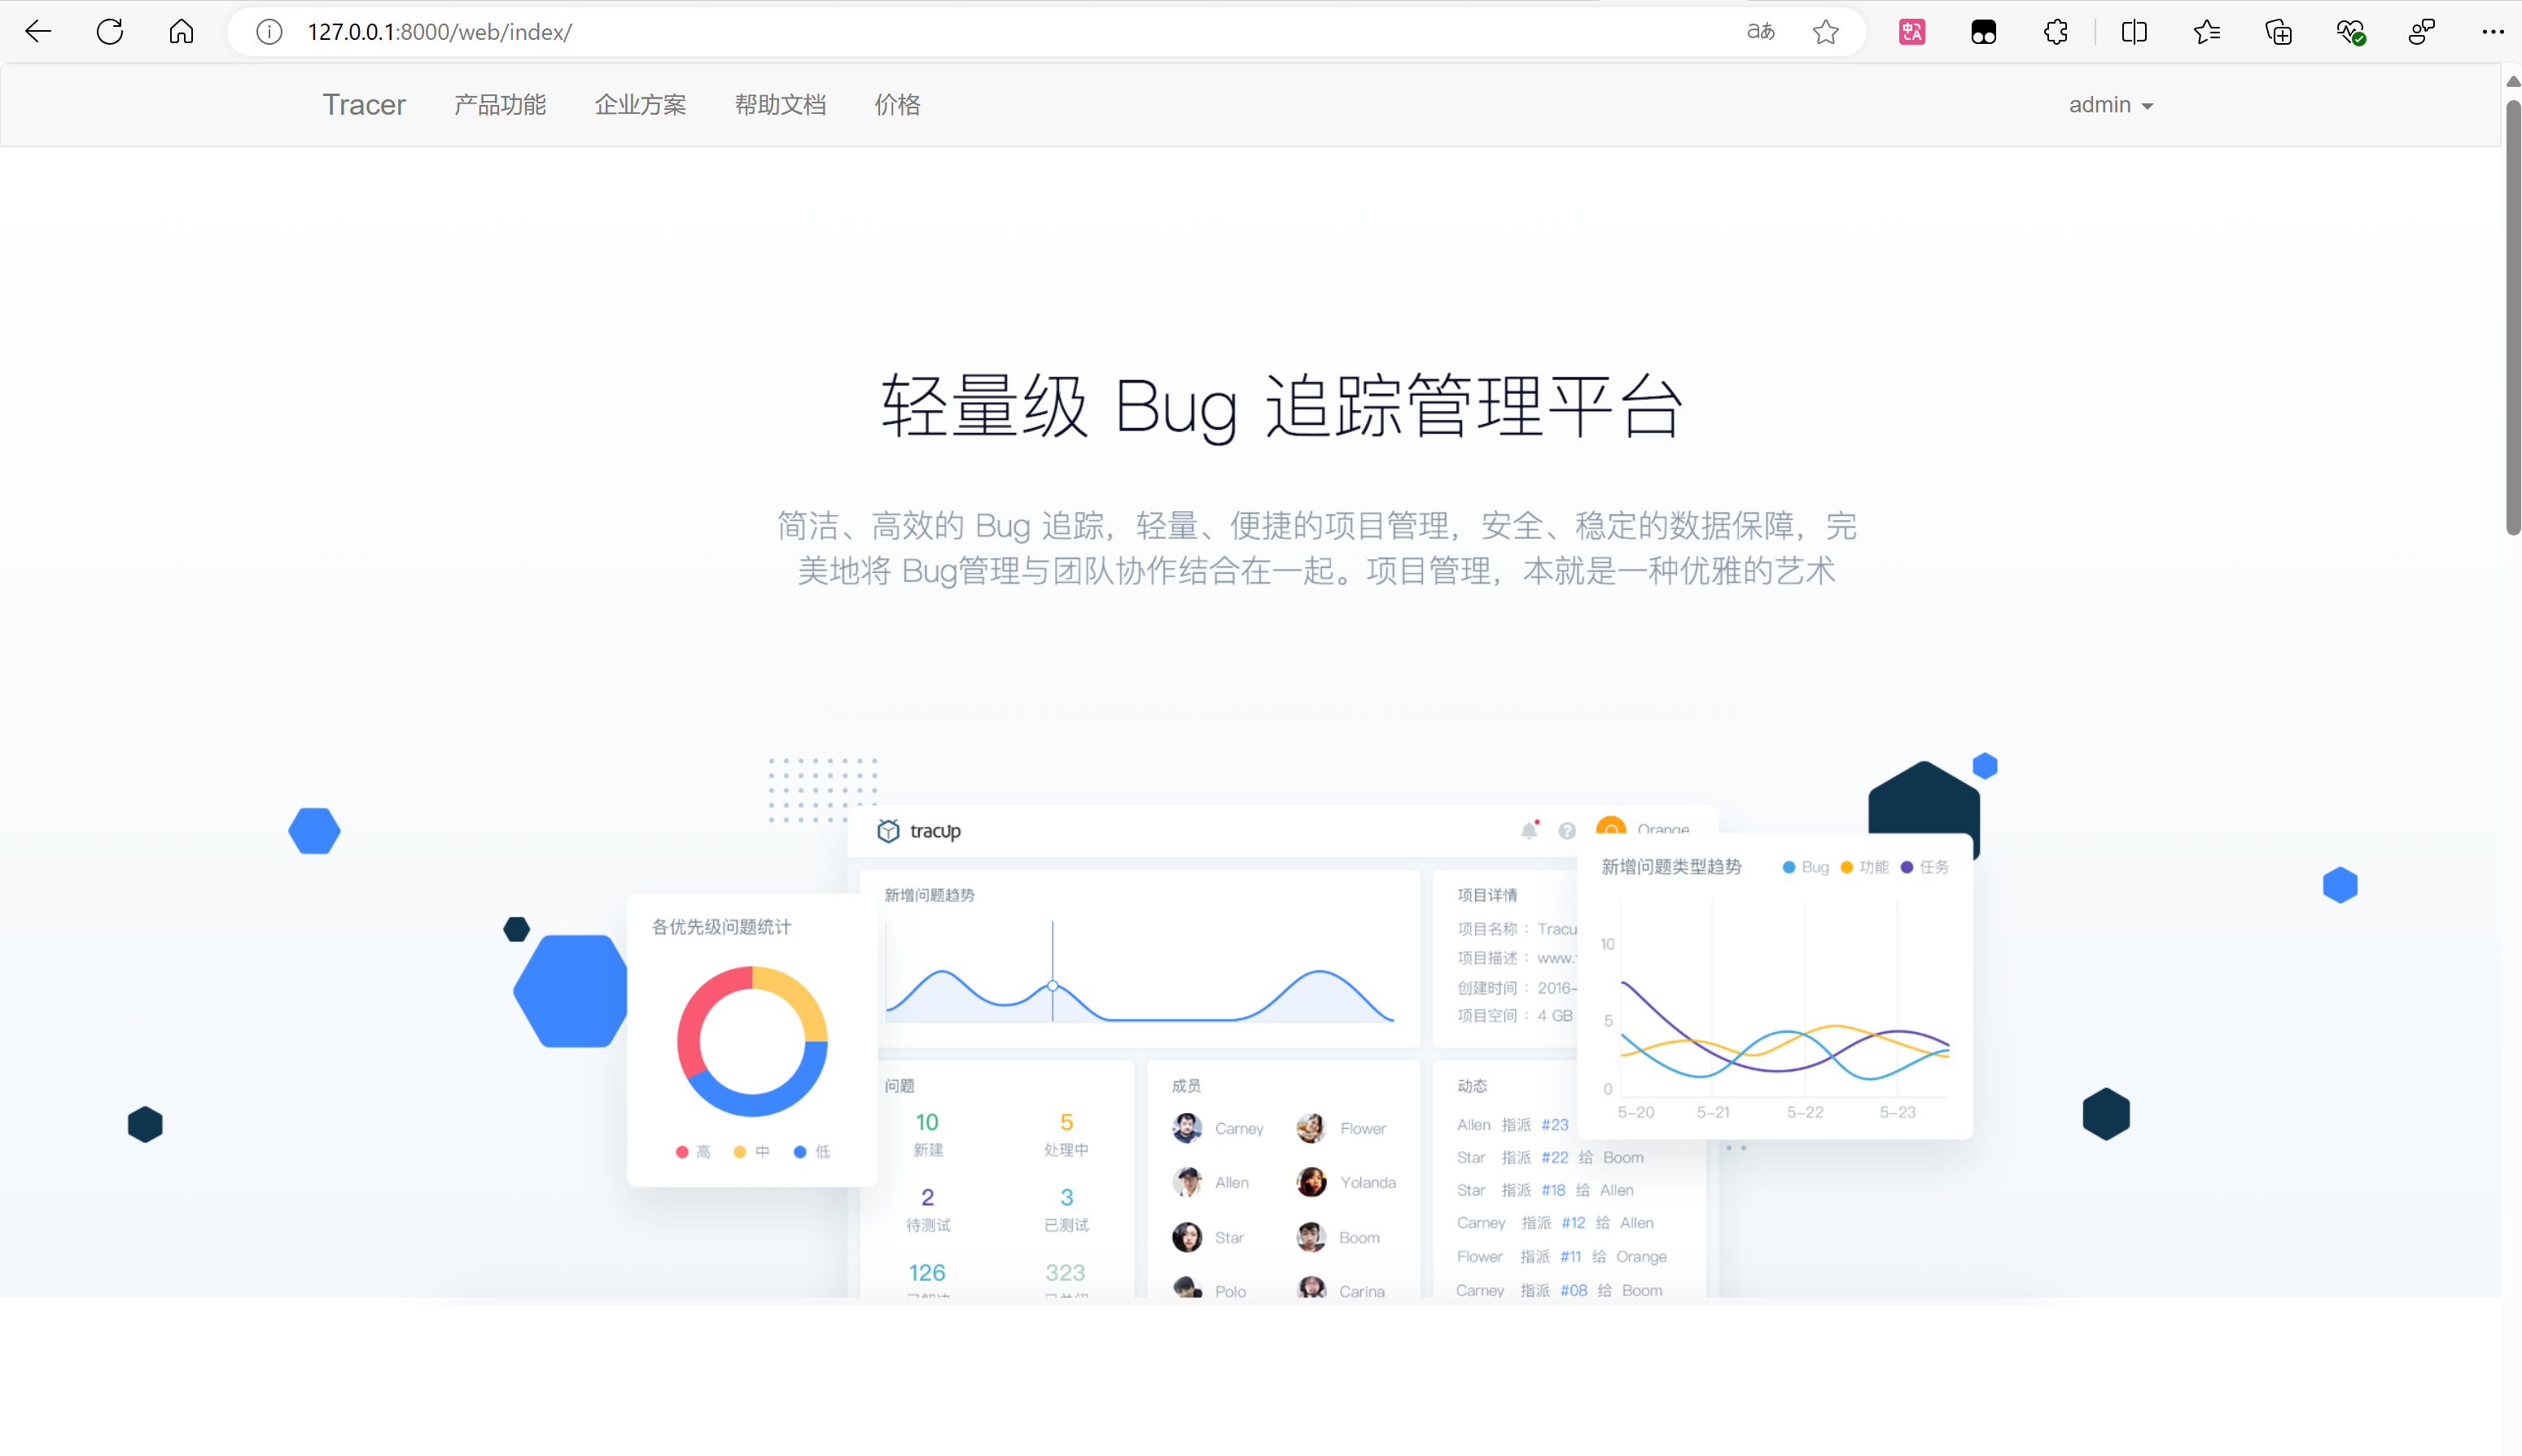 127.0.0.1:8000/web/index/
Tracer 产品功能 企业方案 帮助文档 价格 admin
轻量级 Bug 追踪管理平台
简洁、高效的 Bug 追踪，轻量、便捷的项目管理，安全、稳定的数据保障，完
美地将 Bug管理与团队协作结合在一起。项目管理，本就是一种优雅的艺术
tracUp
Orange
各优先级问题统计
高 中 低
新增问题趋势
项目详情
项目名称： Tracu
项目描述： www.
创建时间： 2016-
项目空间： 4 GB
新增问题类型趋势 Bug 功能 任务
10
5
0
5-20 5-21 5-22 5-23
问题
10 5
新建 处理中
2 3
待测试 已测试
126 323
成员
Carney Flower
Allen Yolanda
Star Boom
Polo Carina
动态
Allen 指派 #23
Star 指派 #22 给 Boom
Star 指派 #18 给 Allen
Carney 指派 #12 给 Allen
Flower 指派 #11 给 Orange
Carney 指派 #08 给 Boom